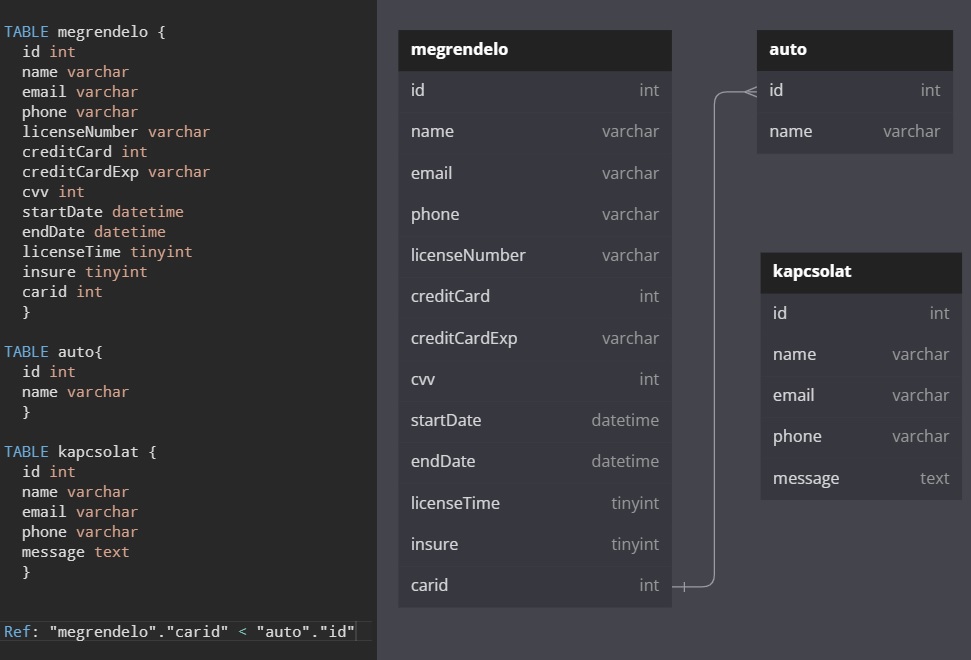 TABLE megrendelo {
id int
name varchar
email varchar
phone varchar
licenseNumber varchar
creditCard int
creditCardExp varchar
cvv int
startDate datetime
endDate datetime
licenseTime tinyint
insure tinyint
carid int
}
TABLE auto{
id int
name varchar
}
TABLE kapcsolat {
id int
name varchar
email varchar
phone varchar
message text
}
Ref: "megrendelo"."carid" < "auto"."id"
megrendelo
id int
name varchar
email varchar
phone varchar
licenseNumber varchar
creditCard int
creditCardExp varchar
cvv int
startDate datetime
endDate datetime
licenseTime tinyint
insure tinyint
carid int
auto
id int
name varchar
kapcsolat
id int
name varchar
email varchar
phone varchar
message text